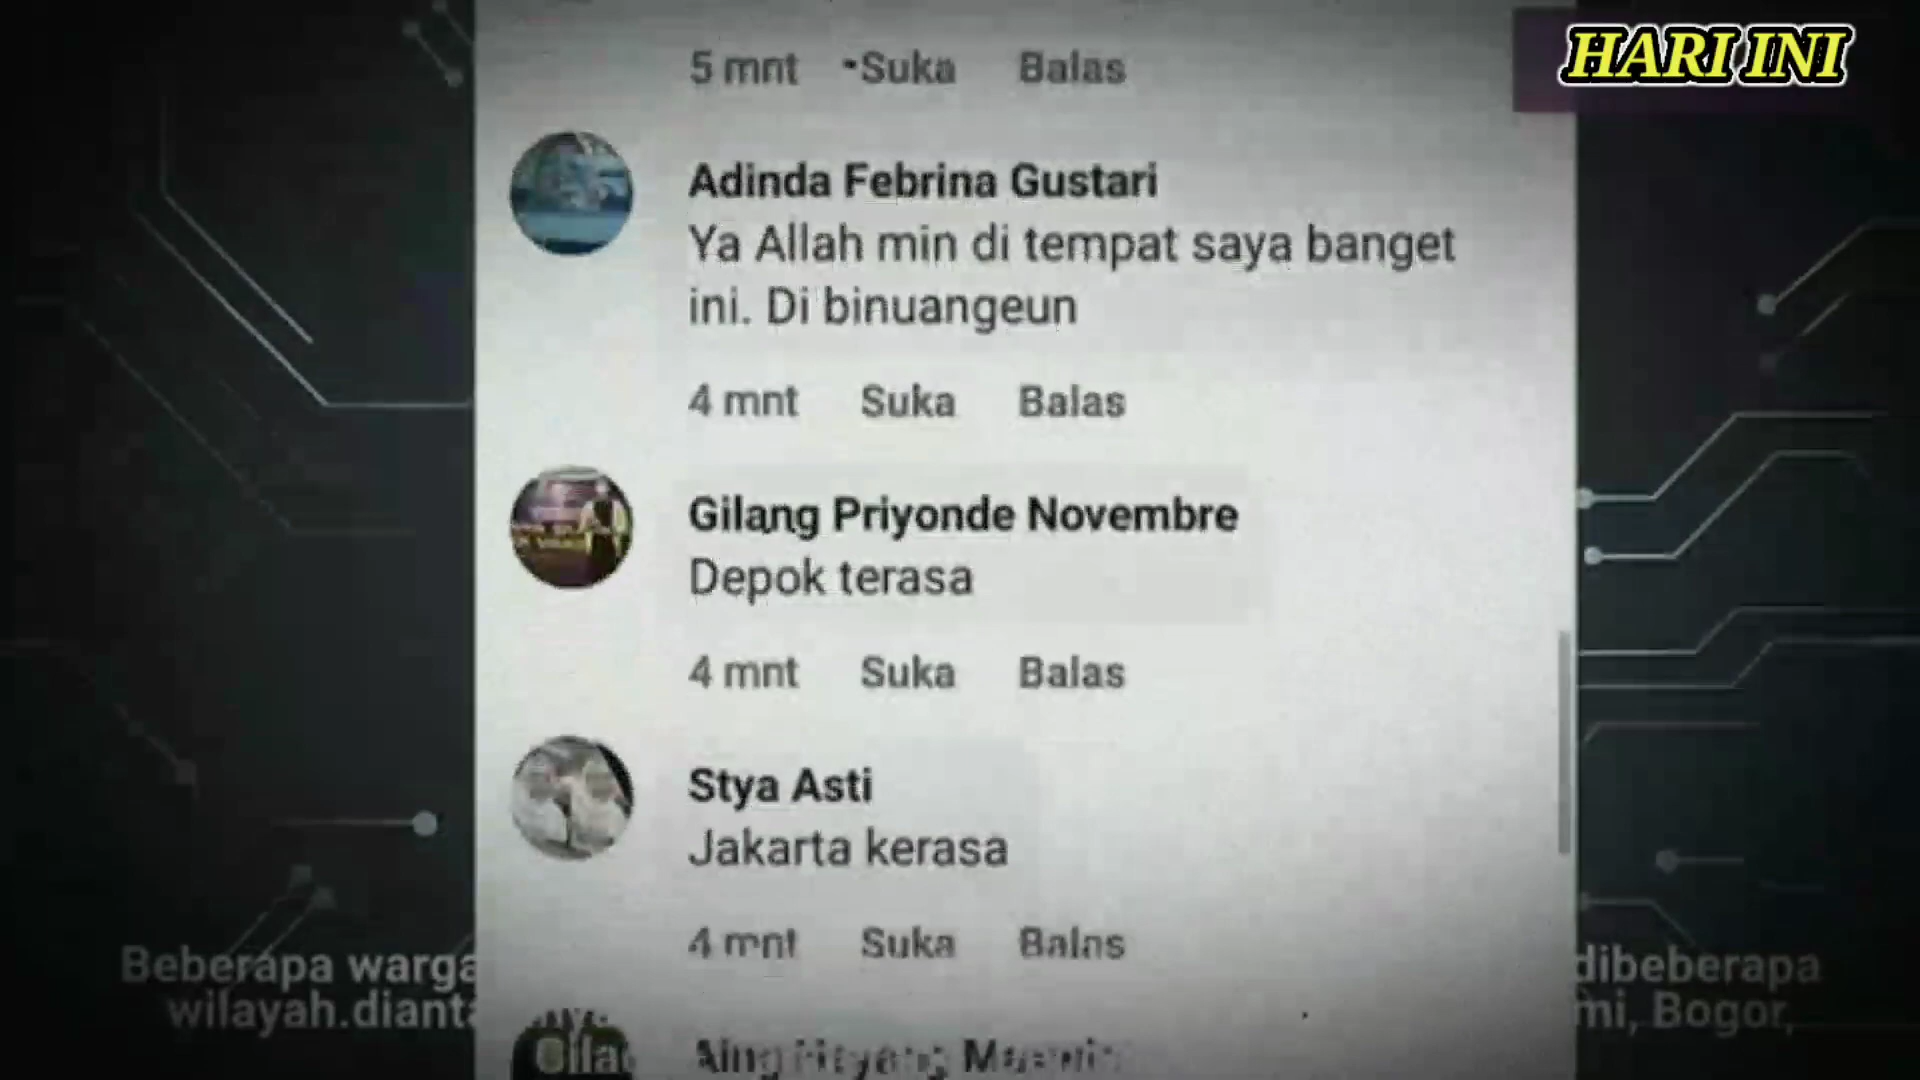 HARI INI
5 mnt Suka Balas
Adinda Febrina Gustari
Ya Allah min di tempat saya banget
ini. Di binuangeun
4 mnt Suka Balas
Gilang Priyonde Novembre
Depok terasa
4 mnt Suka Balas
Stya Asti
Jakarta kerasa
4 mnt Suka Balas
Beberapa warga dibeberapa
wilayah.dianta mi, Bogor,